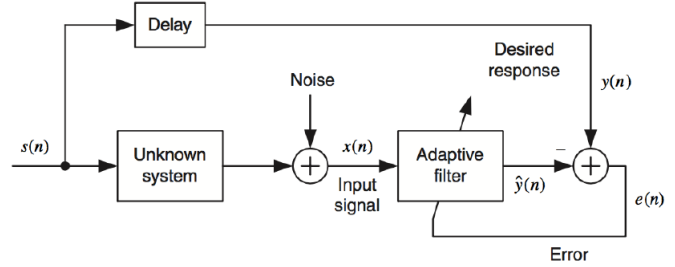 Delay
Desired
response
y(n)
Noise
s(n)
Unknown
system
+
x(n)
Input
signal
Adaptive
filter
−
ŷ(n)
+
e(n)
Error